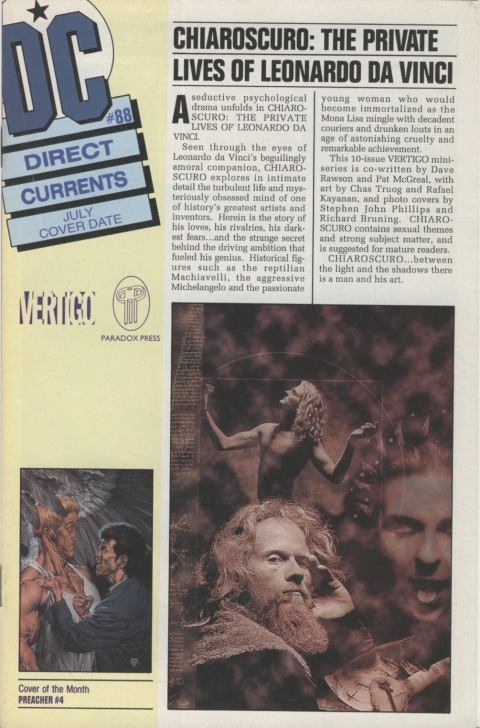 DC
#88
DIRECT
CURRENTS
JULY
COVER DATE
VERTIGO
PARADOX PRESS
Cover of the Month
PREACHER #4
CHIAROSCURO: THE PRIVATE
LIVES OF LEONARDO DA VINCI
A seductive psychological
drama unfolds in CHIARO-
SCURO: THE PRIVATE
LIVES OF LEONARDO DA
VINCI.
Seen through the eyes of
Leonardo da Vinci's beguilingly
amoral companion, CHIARO-
SCURO explores in intimate
detail the turbulent life and mys-
teriously obsessed mind of one
of history's greatest artists and
inventors. Herein is the story of
his loves, his rivalries, his dark-
est fears...and the strange secret
behind the driving ambition that
fueled his genius. Historical fig-
ures such as the reptilian
Machiavelli, the aggressive
Michelangelo and the passionate
young woman who would
become immortalized as the
Mona Lisa mingle with decadent
couriers and drunken louts in an
age of astonishing cruelty and
remarkable achievement.
This 10-issue VERTIGO mini-
series is co-written by Dave
Rawson and Pat McGreal, with
art by Chas Truog and Rafael
Kayanan, and photo covers by
Stephen John Phillips and
Richard Bruning. CHIARO-
SCURO contains sexual themes
and strong subject matter, and
is suggested for mature readers.
CHIAROSCURO...between
the light and the shadows there
is a man and his art.